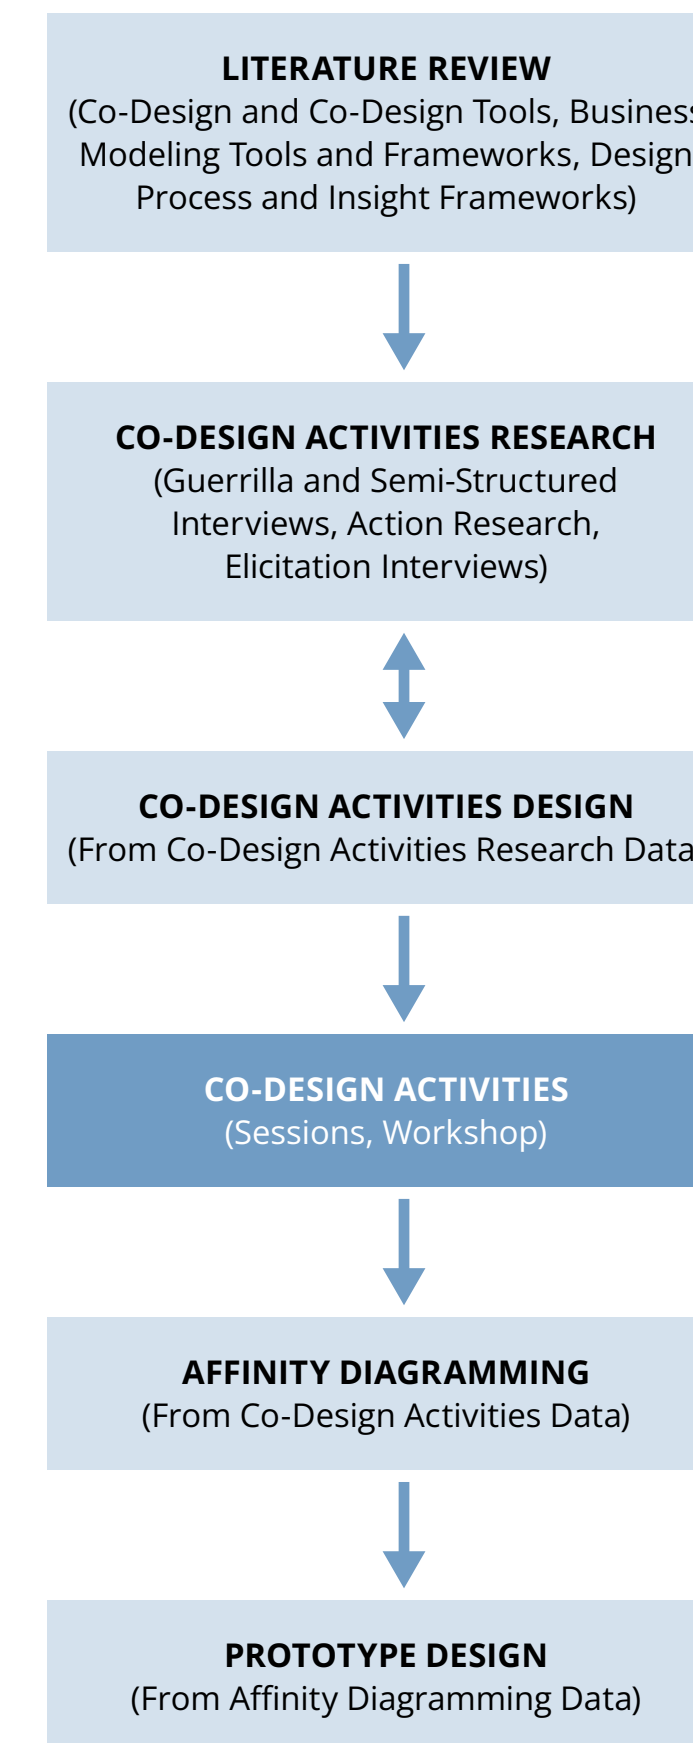 LITERATURE REVIEW
(Co-Design and Co-Design Tools, Business
Modeling Tools and Frameworks, Design
Process and Insight Frameworks)
CO-DESIGN ACTIVITIES RESEARCH
(Guerrilla and Semi-Structured
Interviews, Action Research,
Elicitation Interviews)
CO-DESIGN ACTIVITIES DESIGN
(From Co-Design Activities Research Data
CO-DESIGN ACTIVITIES
(Sessions, Workshop)
AFFINITY DIAGRAMMING
(From Co-Design Activities Data)
PROTOTYPE DESIGN
(From Affinity Diagramming Data)